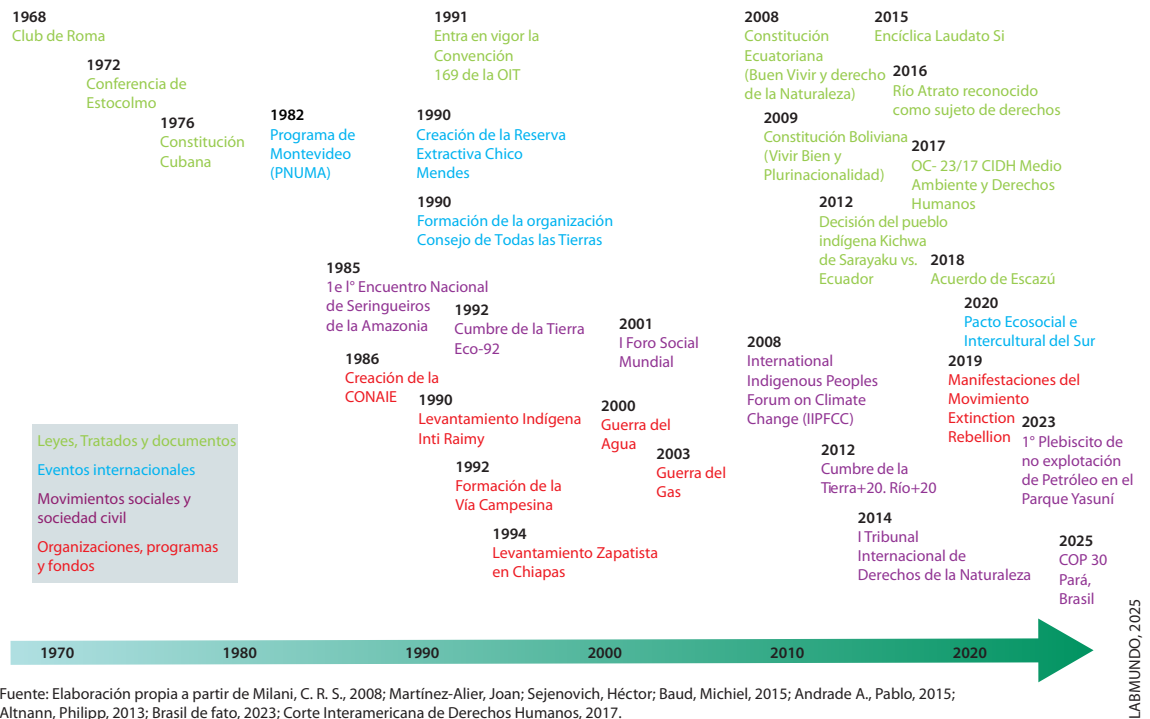 1968
Club de Roma
1972
Conferencia de
Estocolmo
1976
Constitución
Cubana
1982
Programa de
Montevideo
(PNUMA)
1991
Entra en vigor la
Convención
169 de la OIT
1990
Creación de la Reserva
Extractiva Chico
Mendes
1990
Formación de la organización
Consejo de Todas las Tierras
1985
1e l° Encuentro Nacional
de Seringueiros
de la Amazonia
1992
Cumbre de la Tierra
Eco-92
1986
Creación de la
CONAIE
1990
Levantamiento Indígena
Inti Raimy
1992
Formación de la
Vía Campesina
1994
Levantamiento Zapatista
en Chiapas
2001
I Foro Social
Mundial
2000
Guerra del
Agua
2003
Guerra del
Gas
2008
Constitución
Ecuatoriana
(Buen Vivir y derecho
de la Naturaleza)
2009
Constitución Boliviana
(Vivir Bien y
Plurinacionalidad)
2012
Decisión del pueblo
indígena Kichwa
de Sarayaku vs.
Ecuador
2015
Encíclica Laudato Si
2016
Río Atrato reconocido
como sujeto de derechos
2017
OC- 23/17 CIDH Medio
Ambiente y Derechos
Humanos
2018
Acuerdo de Escazú
2020
Pacto Ecosocial e
Intercultural del Sur
2008
International
Indigenous Peoples
Forum on Climate
Change (IIPFCC)
2019
Manifestaciones del
Movimiento
Extinction
Rebellion
2023
1° Plebiscito de
no explotación
de Petróleo en el
Parque Yasuní
2012
Cumbre de la
Tierra+20. Río+20
2014
I Tribunal
Internacional de
Derechos de la Naturaleza
2025
COP 30
Pará,
Brasil
Leyes, Tratados y documentos
Eventos internacionales
Movimientos sociales y
sociedad civil
Organizaciones, programas
y fondos
1970 1980 1990 2000 2010 2020
LABMUNDO, 2025
Fuente: Elaboración propia a partir de Milani, C. R. S., 2008; Martínez-Alier, Joan; Sejenovich, Héctor; Baud, Michiel, 2015; Andrade A., Pablo, 2015;
Altnann, Philipp, 2013; Brasil de fato, 2023; Corte Interamericana de Derechos Humanos, 2017.